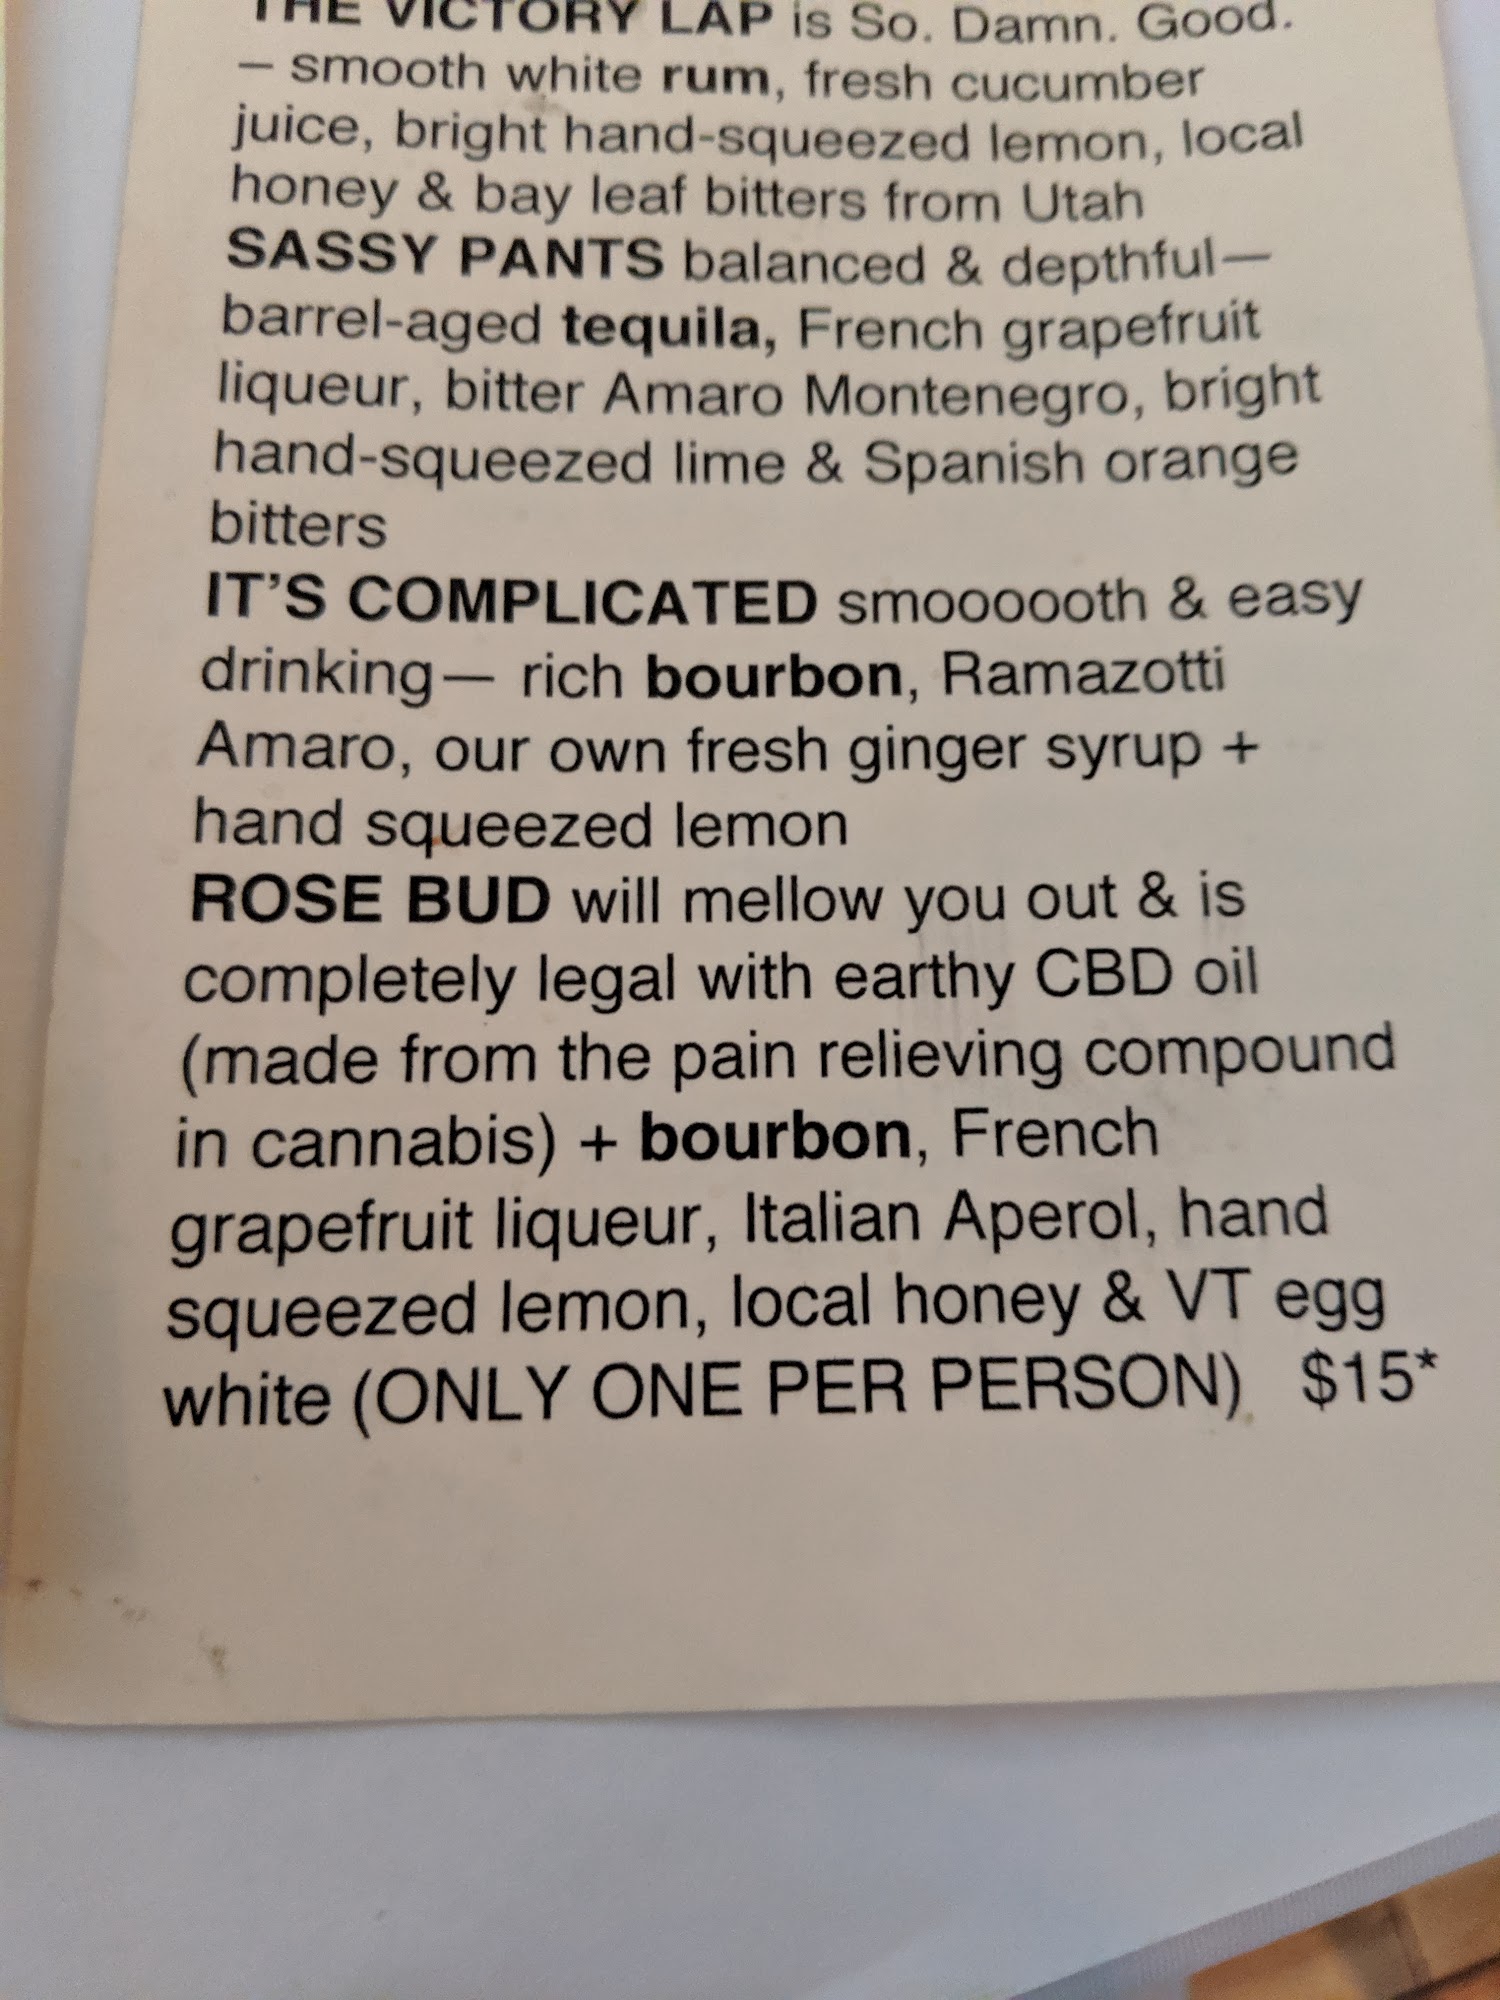 THE VICTORY LAP is So. Damn. Good.
– smooth white rum, fresh cucumber
juice, bright hand-squeezed lemon, local
honey & bay leaf bitters from Utah
SASSY PANTS balanced & depthful—
barrel-aged tequila, French grapefruit
liqueur, bitter Amaro Montenegro, bright
hand-squeezed lime & Spanish orange
bitters
IT'S COMPLICATED smoooooth & easy
drinking— rich bourbon, Ramazotti
Amaro, our own fresh ginger syrup +
hand squeezed lemon
ROSE BUD will mellow you out & is
completely legal with earthy CBD oil
(made from the pain relieving compound
in cannabis) + bourbon, French
grapefruit liqueur, Italian Aperol, hand
squeezed lemon, local honey & VT egg
white (ONLY ONE PER PERSON) $15*